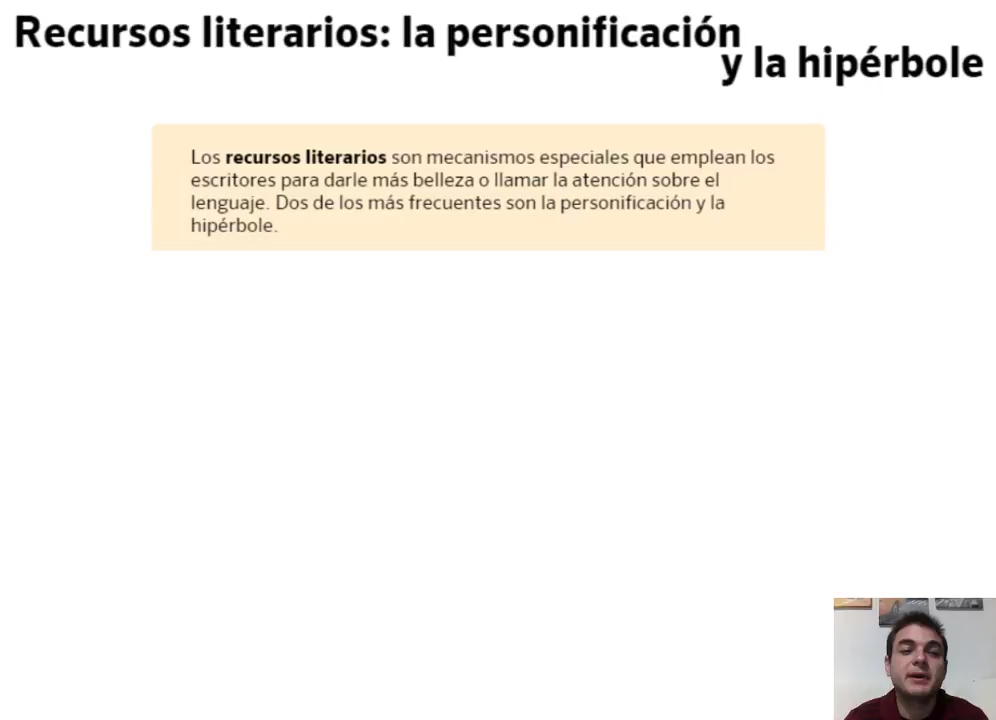 Recursos literarios: la personificación
y la hipérbole
Los recursos literarios son mecanismos especiales que emplean los
escritores para darle más belleza o llamar la atención sobre el
lenguaje. Dos de los más frecuentes son la personificación y la
hipérbole.